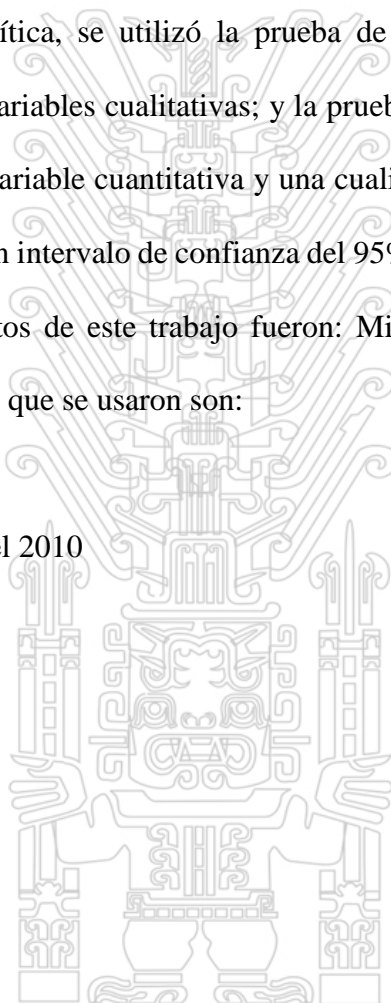 ítica, se utilizó la prueba de
ariables cualitativas; y la prueb
ariable cuantitativa y una cuali
n intervalo de confianza del 95%
tos de este trabajo fueron: Mi
que se usaron son:
el 2010